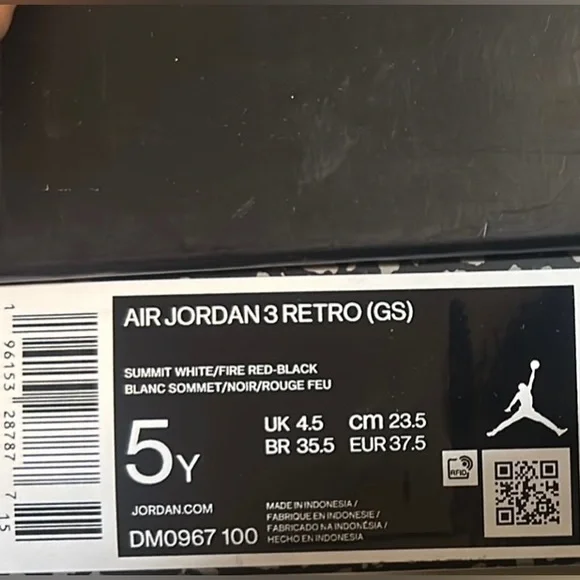 AIR JORDAN 3 RETRO (GS)
SUMMIT WHITE/FIRE RED-BLACK
BLANC SOMMET/NOIR/ROUGE FEU
5Y
UK 4.5 cm 23.5
BR 35.5 EUR 37.5
RFID
JORDAN.COM
DM0967 100
MADE IN INDONESIA /
FABRIQUE EN INDONESIE /
FABRICADO NA INDONÉSIA /
HECHO EN INDONESIA
1 96153 28787 7 15